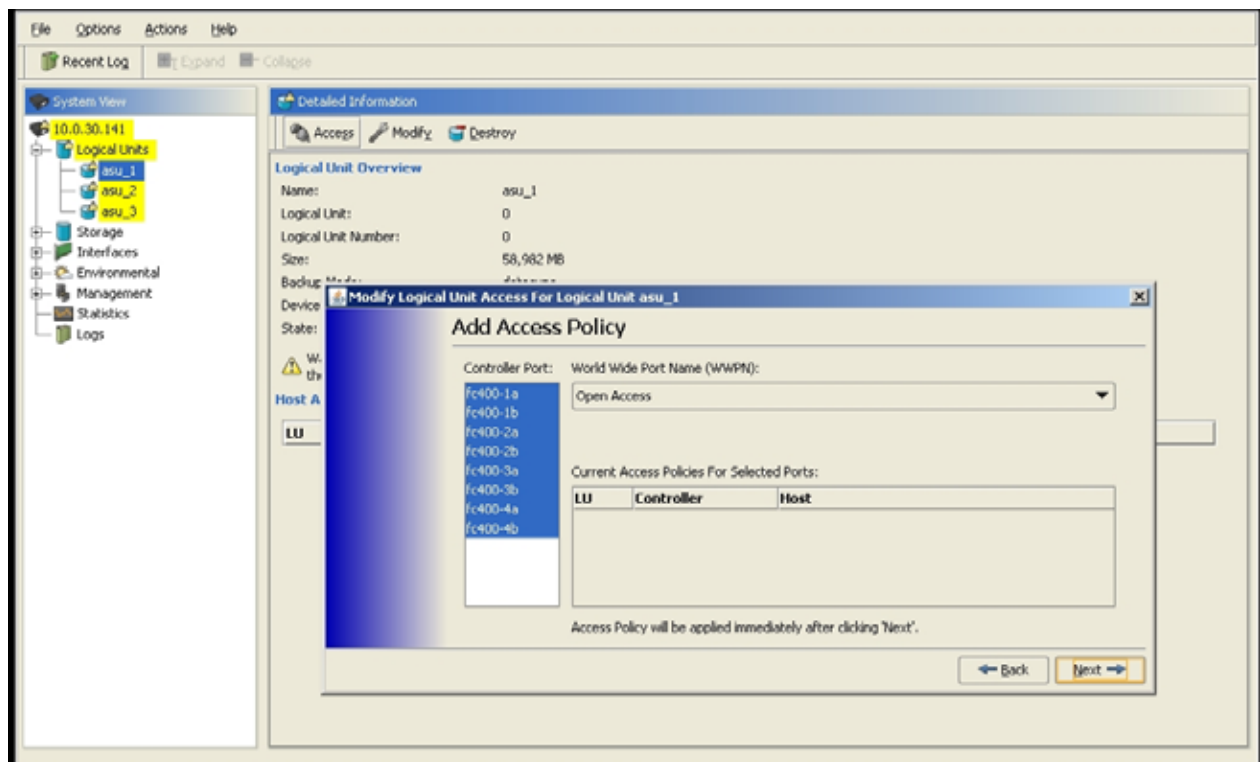 File Options Actions Help
Recent Log Expand Collapse
System View
10.0.30.141
Logical Units
asu_1
asu_2
asu_3
Storage
Interfaces
Environmental
Management
Statistics
Logs
Detailed Information
Access Modify Destroy
Logical Unit Overview
Name: asu_1
Logical Unit: 0
Logical Unit Number: 0
Size: 58,982 MB
Device
State:
Host A
LU
Modify Logical Unit Access For Logical Unit asu_1
Add Access Policy
Controller Port: World Wide Port Name (WWPN):
fc400-1a
fc400-1b
fc400-2a
fc400-2b
fc400-3a
fc400-3b
fc400-4a
fc400-4b
Open Access
Current Access Policies For Selected Ports:
LU Controller Host
Access Policy will be applied immediately after clicking 'Next'.
Back Next